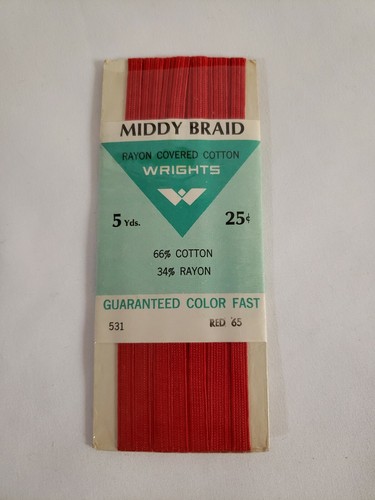 MIDDY BRAID
RAYON COVERED COTTON
WRIGHTS
5 Yds. 25¢
66% COTTON
34% RAYON
GUARANTEED COLOR FAST
531 RED '65